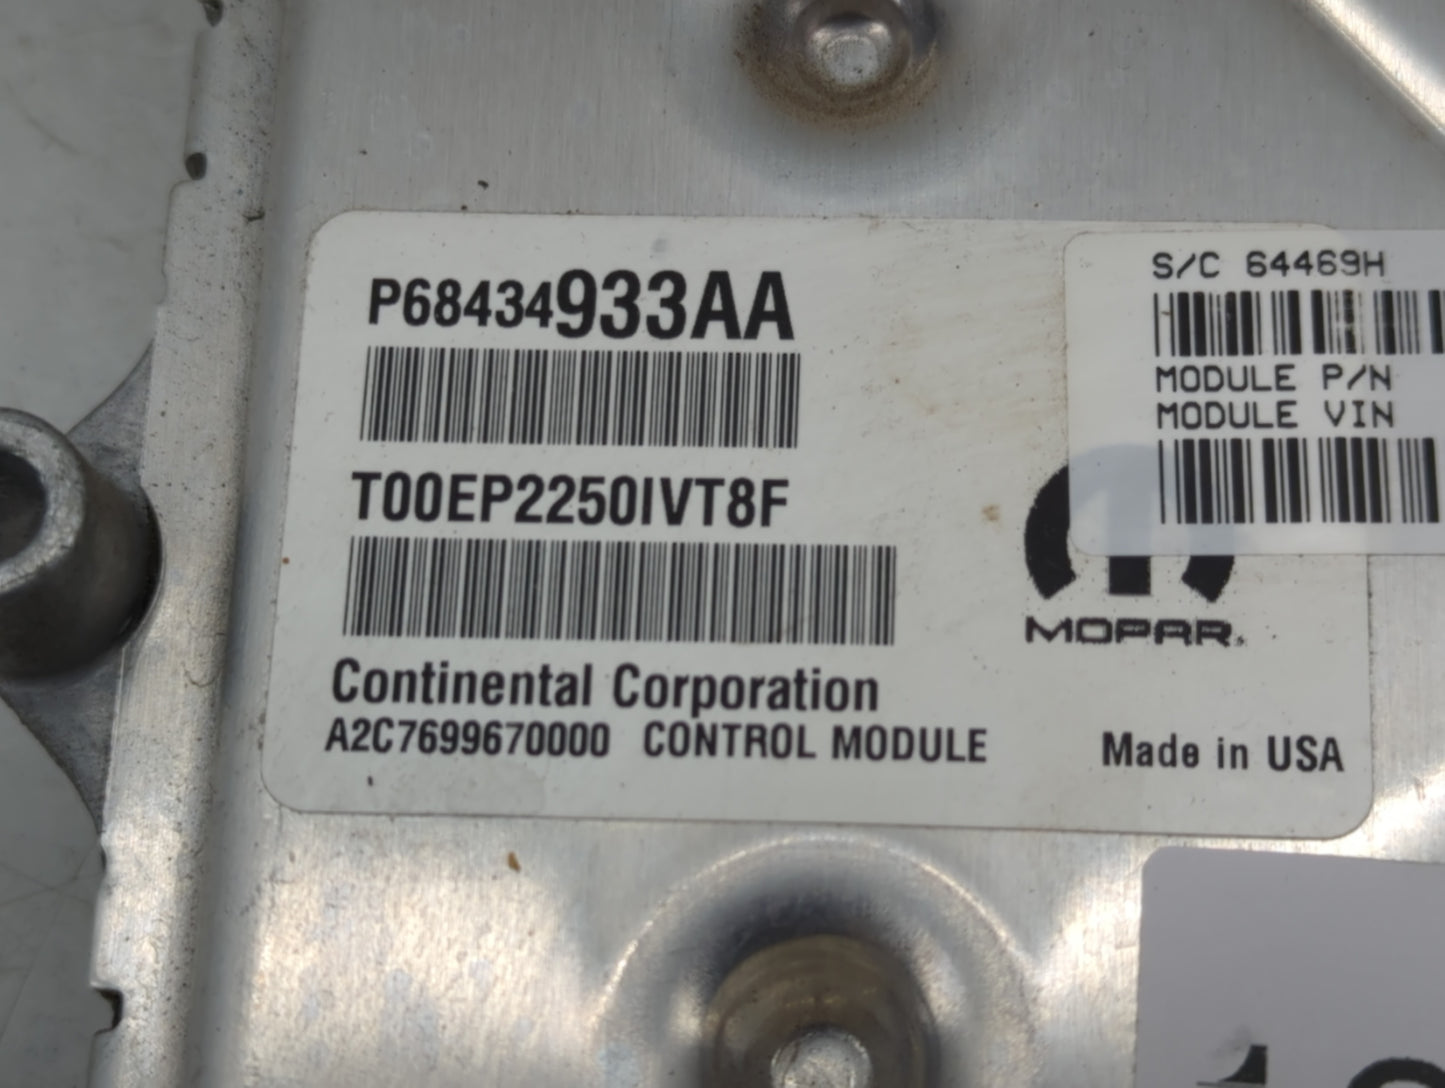 P68434933AA
T00EP2250IVT8F
Continental Corporation
A2C7699670000 CONTROL MODULE
MOPAR
Made in USA
S/C 64469H
MODULE P/N
MODULE VIN